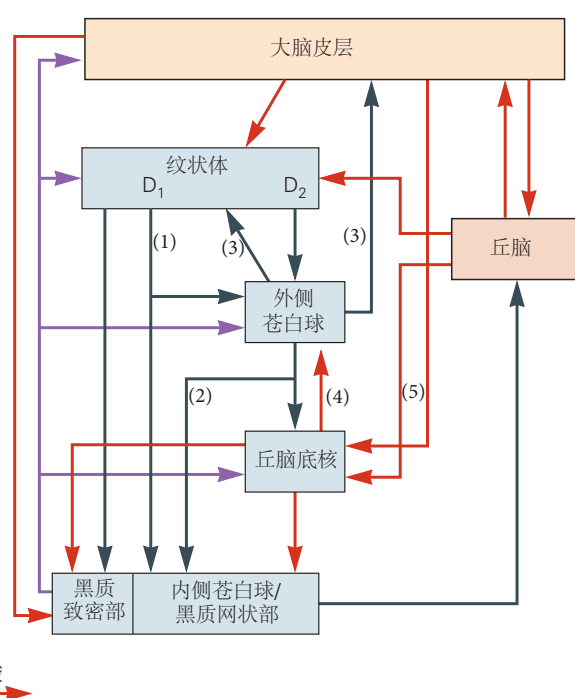 大脑皮层
纹状体
D1
D2
(1)
(3)
(3)
丘脑
外侧
苍白球
(2)
(4)
(5)
丘脑底核
黑质
致密部
内侧苍白球/
黑质网状部